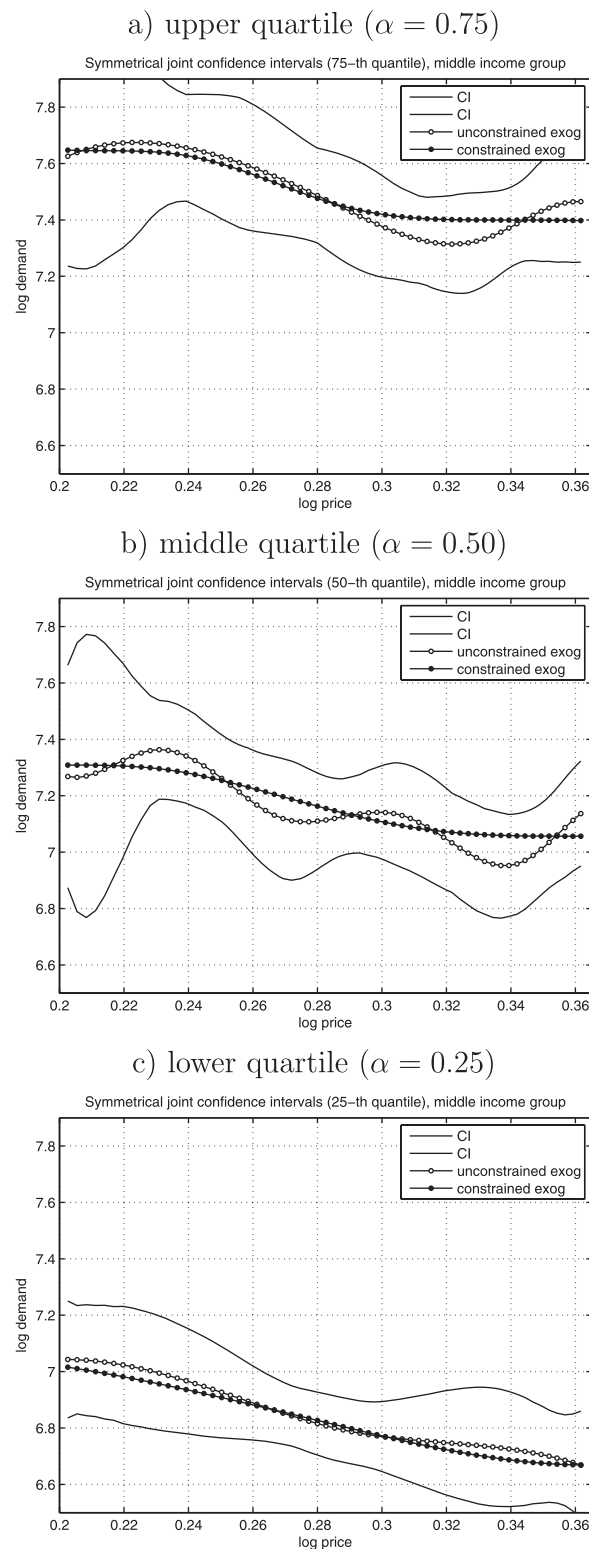 a) upper quartile (α = 0.75)
Symmetrical joint confidence intervals (75−th quantile), middle income group
CI
CI
unconstrained exog
constrained exog
7.8
7.6
7.4
7.2
7
6.8
6.6
log demand
0.2 0.22 0.24 0.26 0.28 0.3 0.32 0.34 0.36
log price
b) middle quartile (α = 0.50)
Symmetrical joint confidence intervals (50−th quantile), middle income group
CI
CI
unconstrained exog
constrained exog
7.8
7.6
7.4
7.2
7
6.8
6.6
log demand
0.2 0.22 0.24 0.26 0.28 0.3 0.32 0.34 0.36
log price
c) lower quartile (α = 0.25)
Symmetrical joint confidence intervals (25−th quantile), middle income group
CI
CI
unconstrained exog
constrained exog
7.8
7.6
7.4
7.2
7
6.8
6.6
log demand
0.2 0.22 0.24 0.26 0.28 0.3 0.32 0.34 0.36
log price